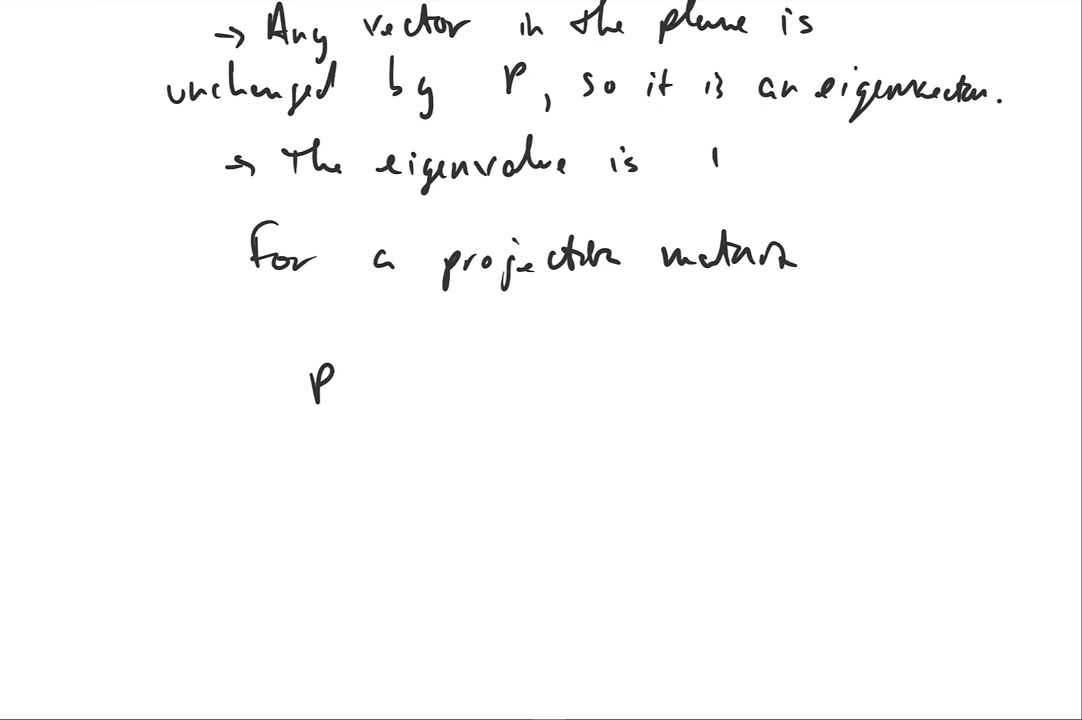 → Any vector in the plane is
unchanged by P, so it is an eigenvector.
→ The eigenvalue is 1
For a projection matrix
P